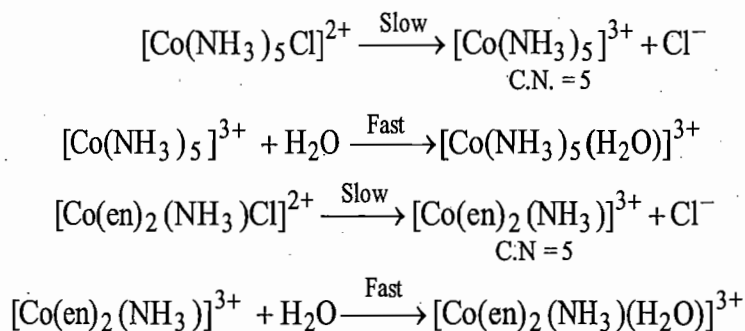 [Co(NH₃)₅Cl]²⁺ —Slow→ [Co(NH₃)₅]³⁺ + Cl⁻
C.N. = 5
[Co(NH₃)₅]³⁺ + H₂O —Fast→ [Co(NH₃)₅(H₂O)]³⁺
[Co(en)₂(NH₃)Cl]²⁺ —Slow→ [Co(en)₂(NH₃)]³⁺ + Cl⁻
C.N = 5
[Co(en)₂(NH₃)]³⁺ + H₂O —Fast→ [Co(en)₂(NH₃)(H₂O)]³⁺